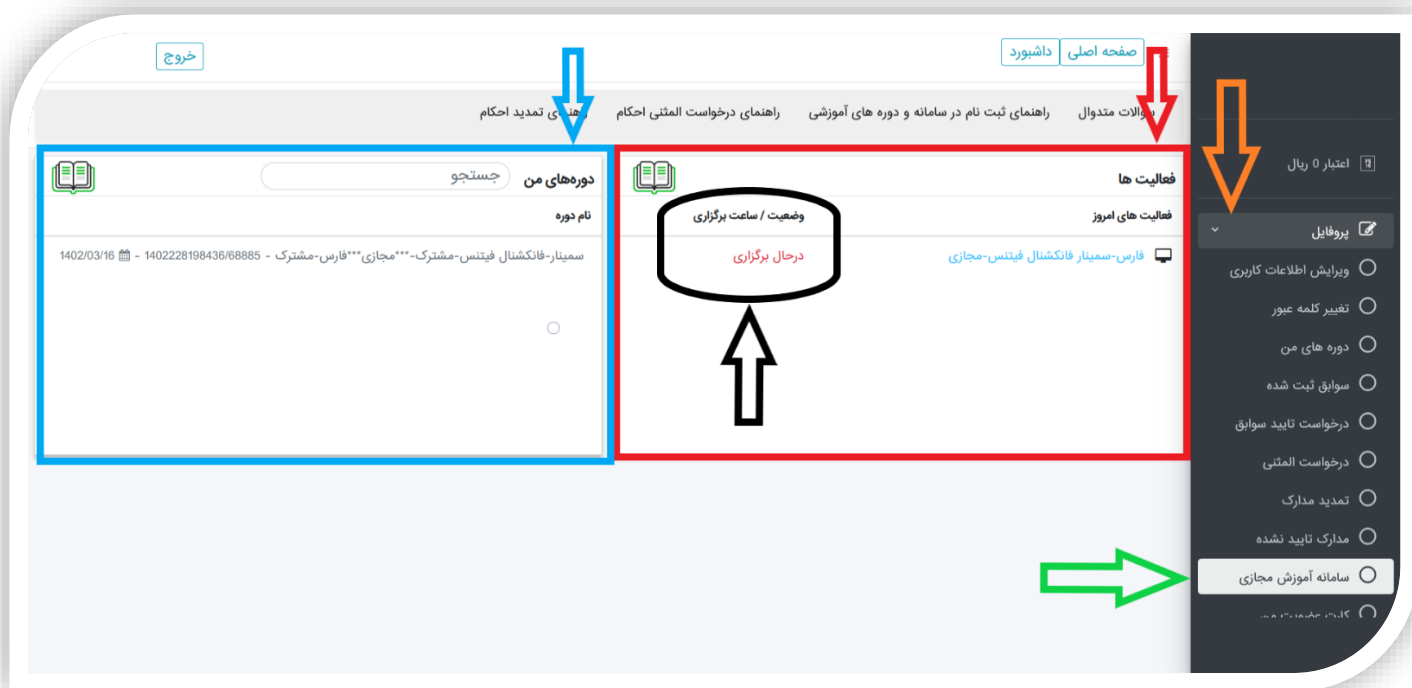 صفحه اصلی داشبورد
خروج
سوالات متدوال راهنمای ثبت نام در سامانه و دوره های آموزشی راهنمای درخواست المثنی احکام راهنمای تمدید احکام
اعتبار 0 ریال
پروفایل
ویرایش اطلاعات کاربری
تغییر کلمه عبور
دوره های من
سوابق ثبت شده
درخواست تایید سوابق
درخواست المثنی
تمدید مدارک
مدارک تایید نشده
سامانه آموزش مجازی
کارت عضویت من
فعالیت ها
فعالیت های امروز وضعیت / ساعت برگزاری
فارس-سمینار فانکشنال فیتنس-مجازی درحال برگزاری
دوره‌های من جستجو
نام دوره
سمینار-فانکشنال فیتنس-مشترک-***مجازی***فارس-مشترک - 1402228198436/68885 - 1402/03/16